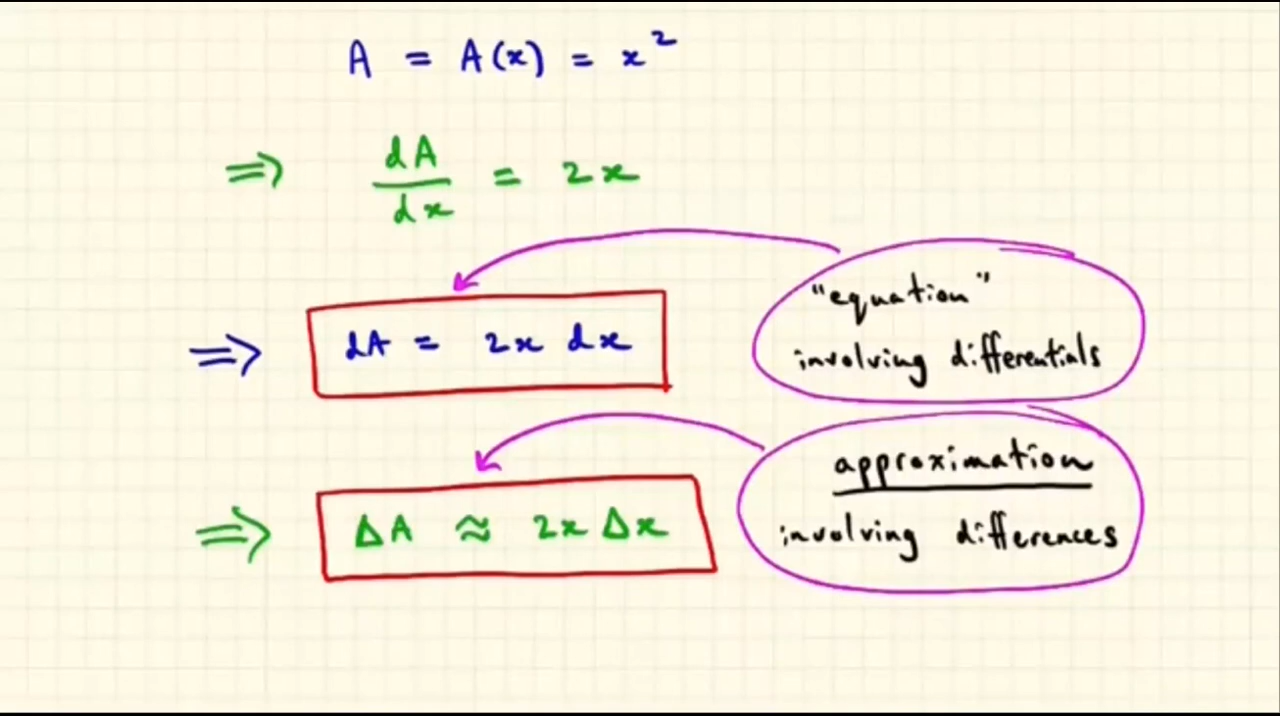 A = A(x) = x²
⇒ dA/dx = 2x
⇒ dA = 2x dx
"equation"
involving differentials
⇒ ΔA ≈ 2x Δx
approximation
involving differences